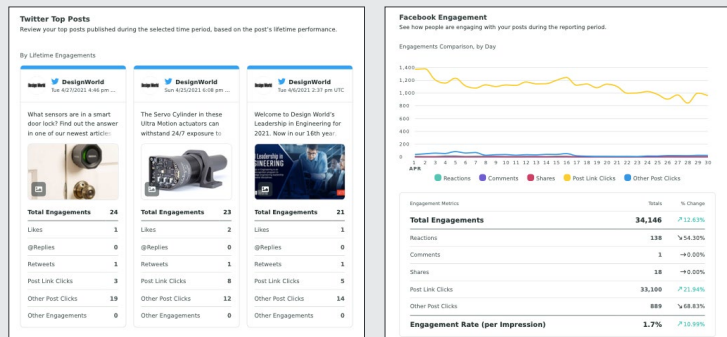 Twitter Top Posts
Review your top posts published during the selected time period, based on the post's lifetime performance.
By Lifetime Engagements
DesignWorld
Tue 4/27/2021 4:46 pm ...
What sensors are in a smart
door lock? Find out the answer
in one of our newest articles
Total Engagements 24
Likes 1
@Replies 0
Retweets 1
Post Link Clicks 3
Other Post Clicks 19
Other Engagements 0
DesignWorld
Sun 4/25/2021 6:08 pm ...
The Servo Cylinder in these
Ultra Motion actuators can
withstand 24/7 exposure to
Total Engagements 23
Likes 2
@Replies 0
Retweets 1
Post Link Clicks 8
Other Post Clicks 12
Other Engagements 0
DesignWorld
Tue 4/6/2021 2:37 pm UTC
Welcome to Design World's
Leadership in Engineering for
2021. Now in our 16th year
Leadership in
INEERING
Total Engagements 21
Likes 1
@Replies 0
Retweets 1
Post Link Clicks 5
Other Post Clicks 14
Other Engagements 0
Facebook Engagement
See how people are engaging with your posts during the reporting period.
Engagements Comparison, by Day
1,400
1,200
1,000
800
600
400
200
0
1 2 3 4 5 6 7 8 9 10 11 12 13 14 15 16 17 18 19 20 21 22 23 24 25 26 27 28 29 30
APR
Reactions Comments Shares Post Link Clicks Other Post Clicks
Engagement Metrics Totals % Change
Total Engagements 34,146 ↗12.63%
Reactions 138 ↘54.30%
Comments 1 →0.00%
Shares 18 →0.00%
Post Link Clicks 33,100 ↗21.94%
Other Post Clicks 889 ↘68.83%
Engagement Rate (per Impression) 1.7% ↗10.99%